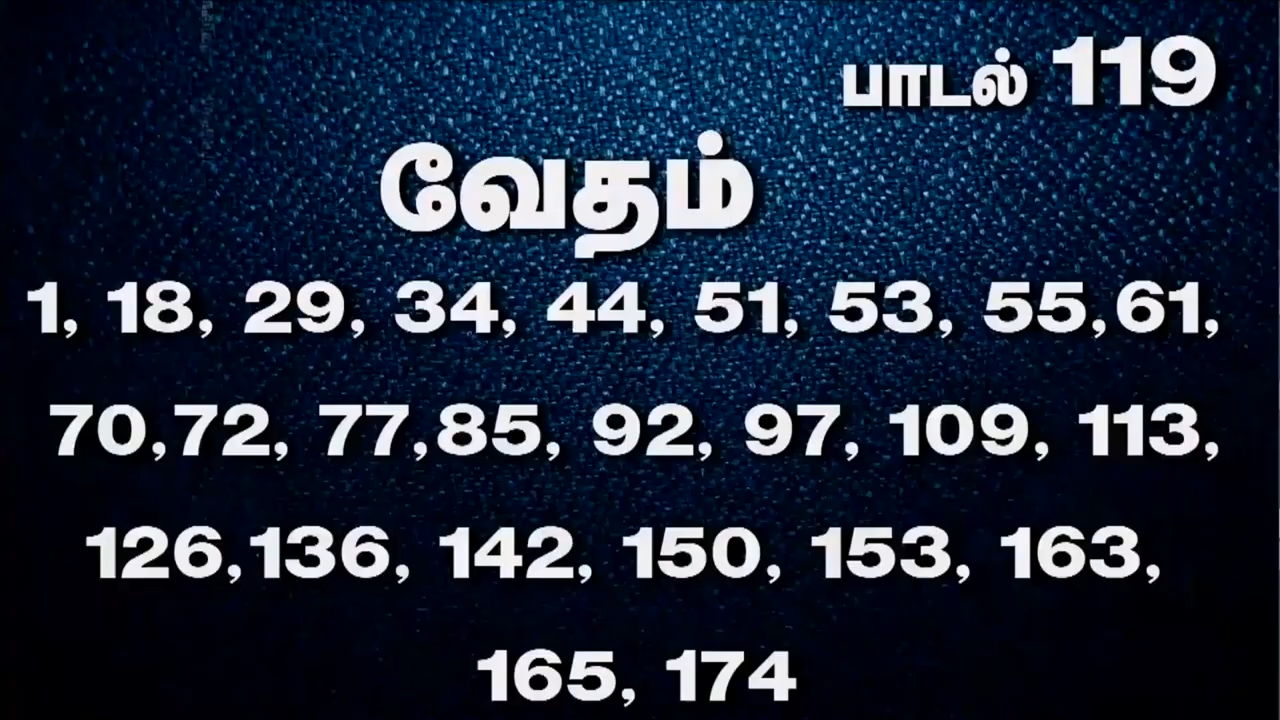 பாடல் 119
வேதம்
1, 18, 29, 34, 44, 51, 53, 55,61,
70,72, 77,85, 92, 97, 109, 113,
126,136, 142, 150, 153, 163,
165, 174